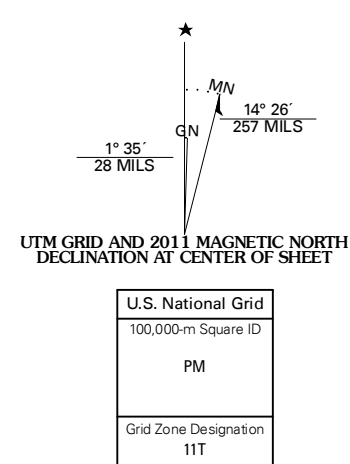 MN
GN
14° 26´
257 MILS
1° 35´
28 MILS
UTM GRID AND 2011 MAGNETIC NORTH
DECLINATION AT CENTER OF SHEET
U.S. National Grid
100,000-m Square ID
PM
Grid Zone Designation
11T